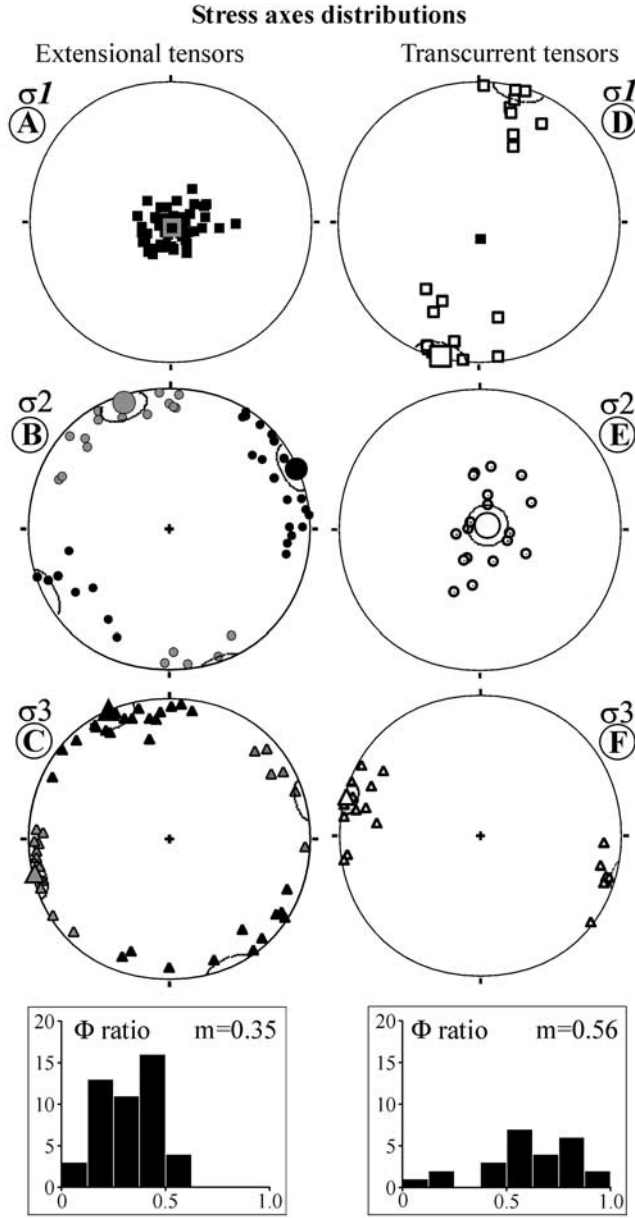 Stress axes distributions
Extensional tensors
Transcurrent tensors
σ1
A
σ1
D
σ2
B
σ2
E
σ3
C
σ3
F
20
15
10
5
0
Φ ratio m=0.35
0 0.5 1.0
20
15
10
5
0
Φ ratio m=0.56
0 0.5 1.0